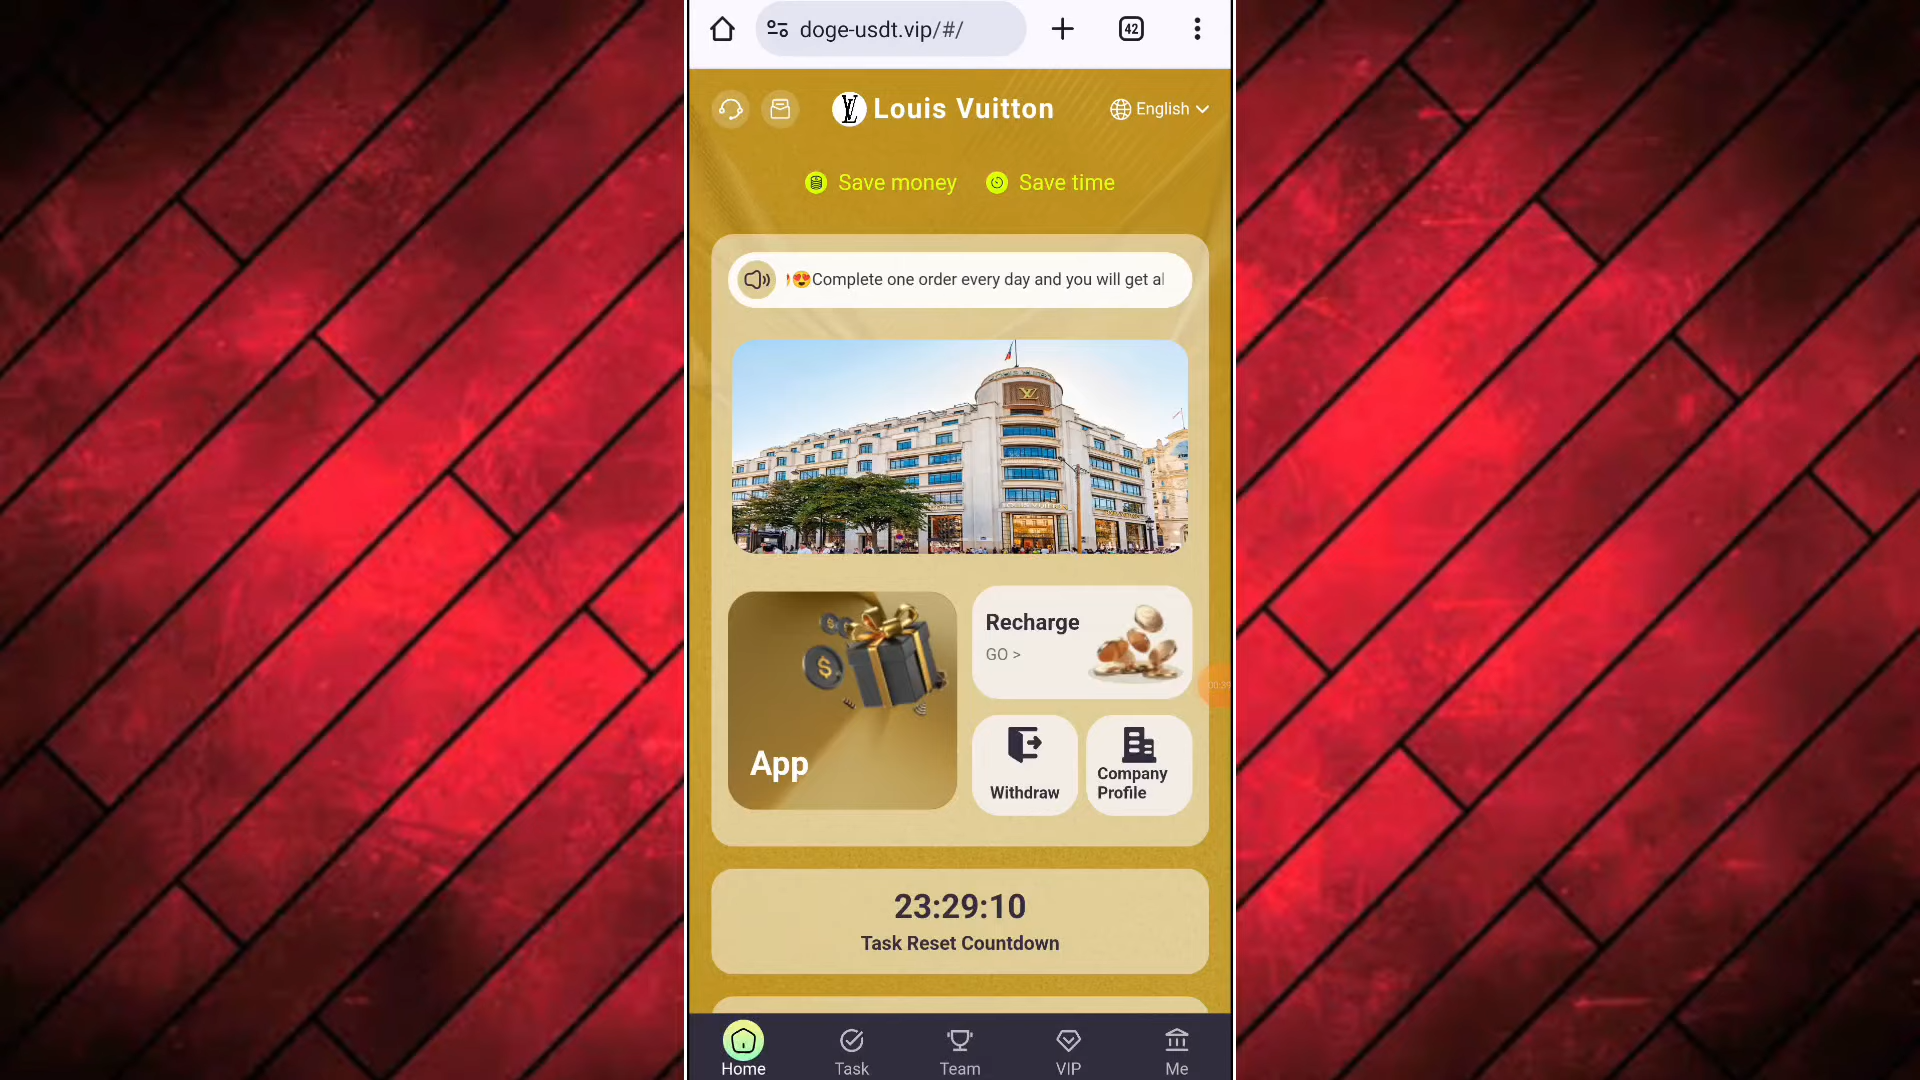 doge-usdt.vip/#/
42
Louis Vuitton
English
Save money
Save time
😍Complete one order every day and you will get al
Recharge
GO >
App
Withdraw
Company
Profile
00:39
23:29:10
Task Reset Countdown
Home
Task
Team
VIP
Me